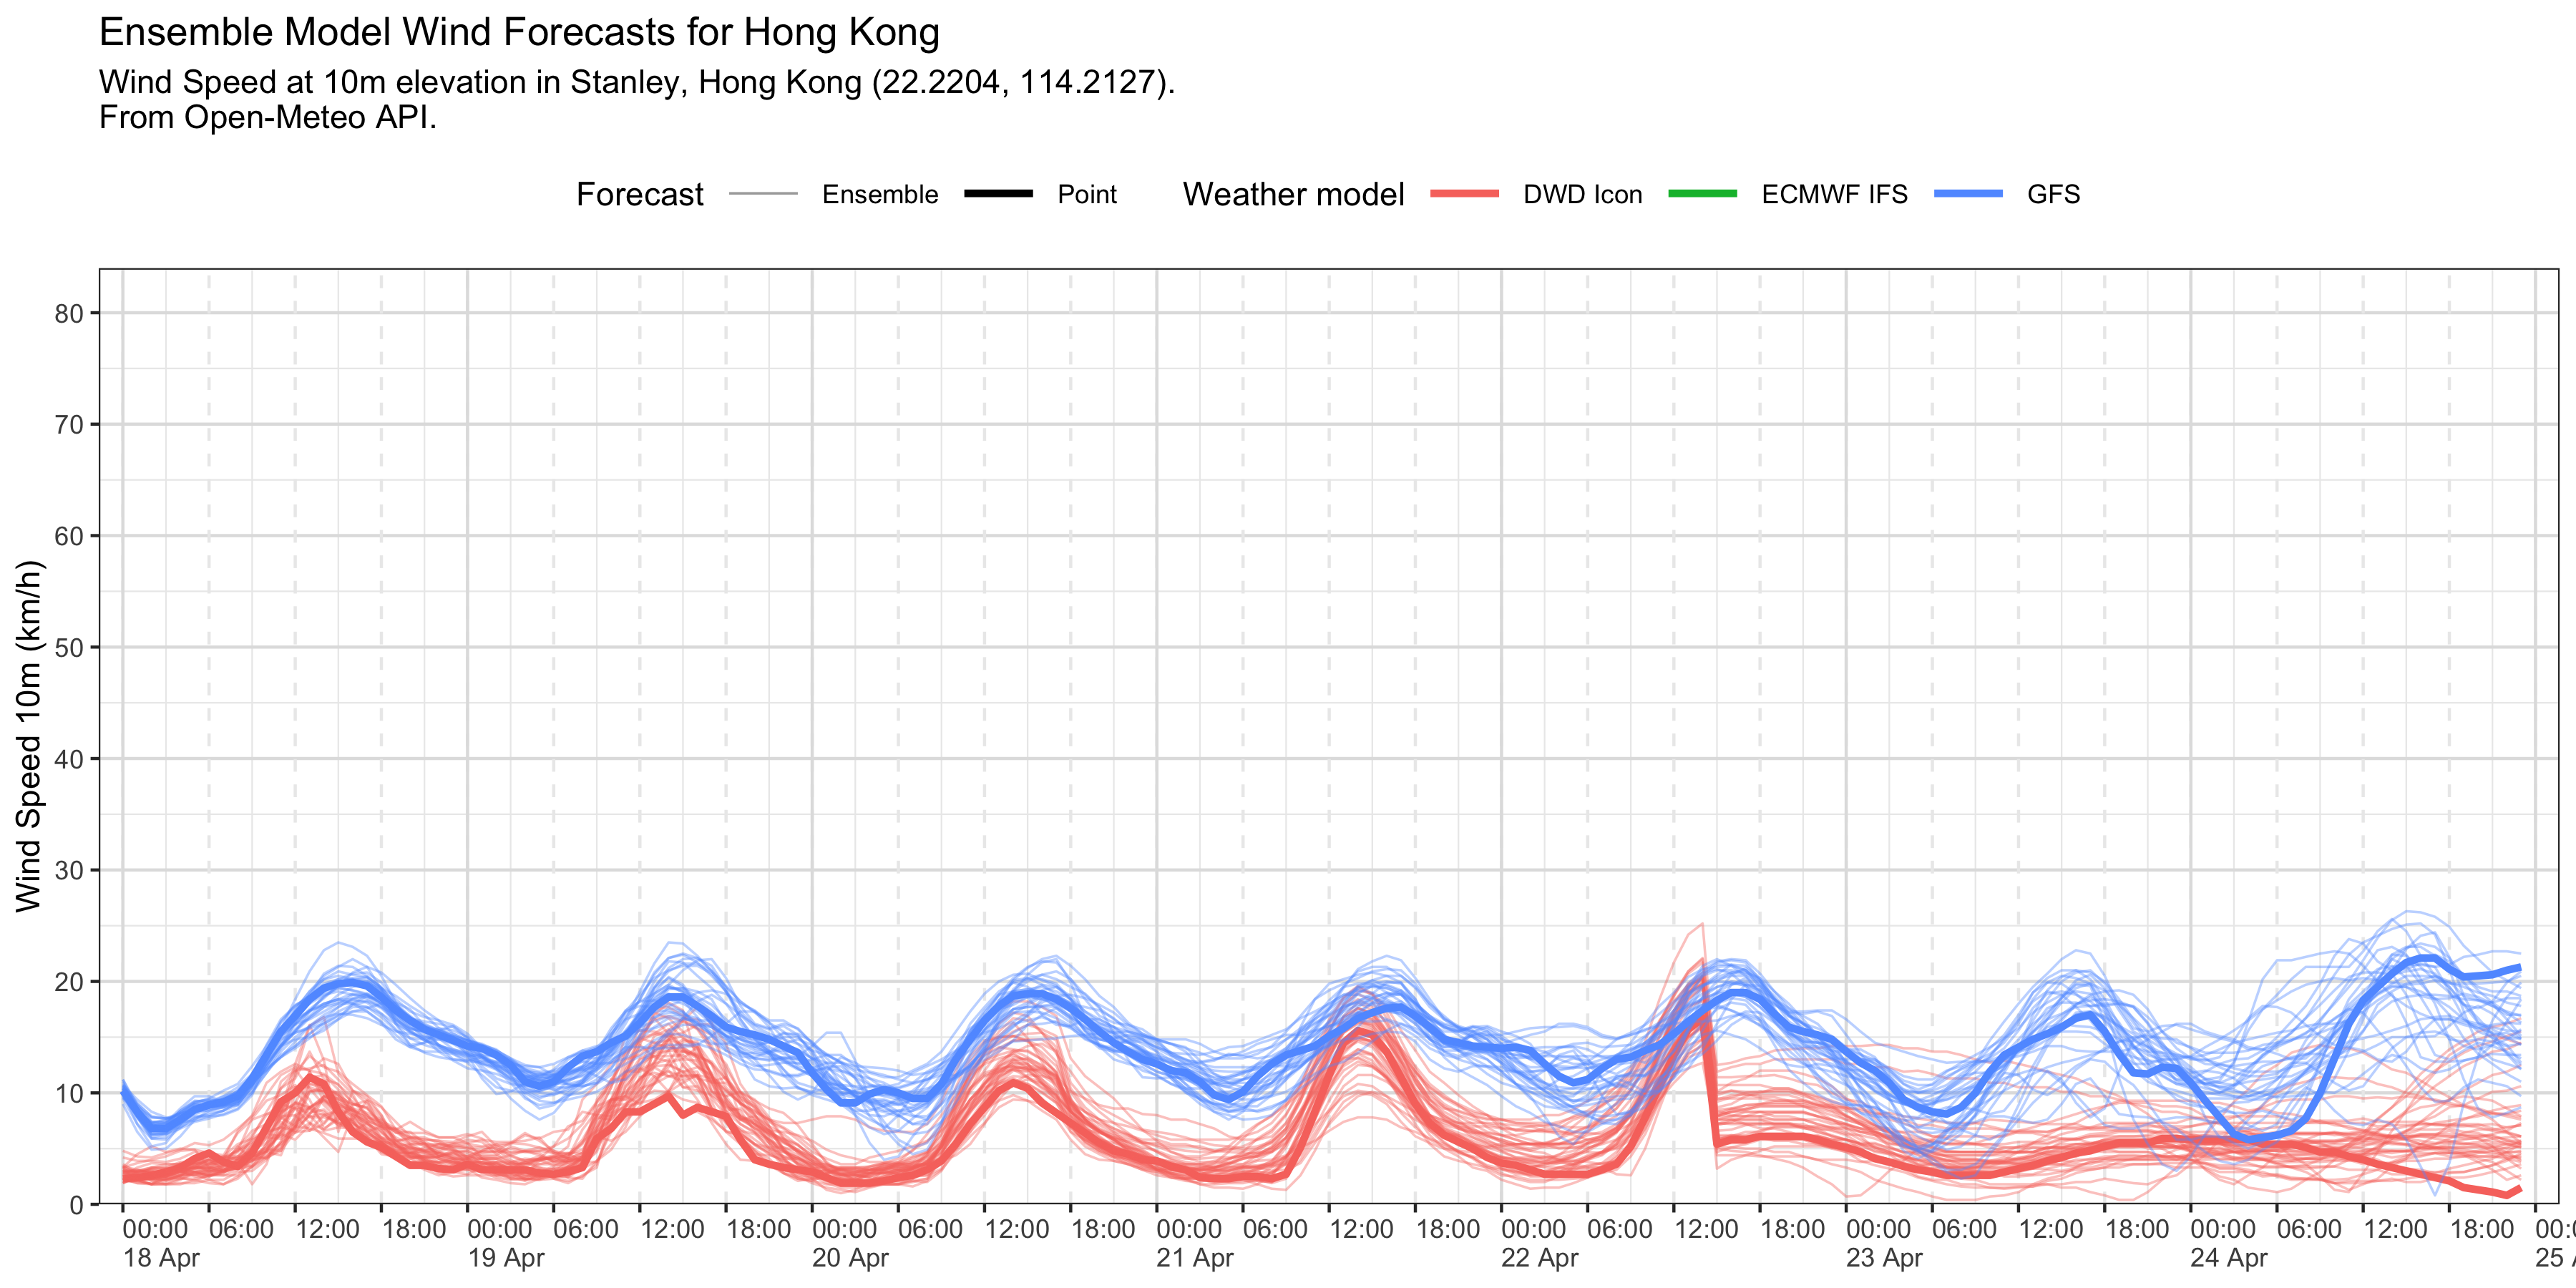 Ensemble Model Wind Forecasts for Hong Kong
Wind Speed at 10m elevation in Stanley, Hong Kong (22.2204, 114.2127).
From Open-Meteo API.
Forecast Ensemble Point Weather model DWD Icon ECMWF IFS GFS
Wind Speed 10m (km/h)
80
70
60
50
40
30
20
10
0
00:00 06:00 12:00 18:00 00:00 06:00 12:00 18:00 00:00 06:00 12:00 18:00 00:00 06:00 12:00 18:00 00:00 06:00 12:00 18:00 00:00 06:00 12:00 18:00 00:00 06:00 12:00 18:00
18 Apr 19 Apr 20 Apr 21 Apr 22 Apr 23 Apr 24 Apr 25